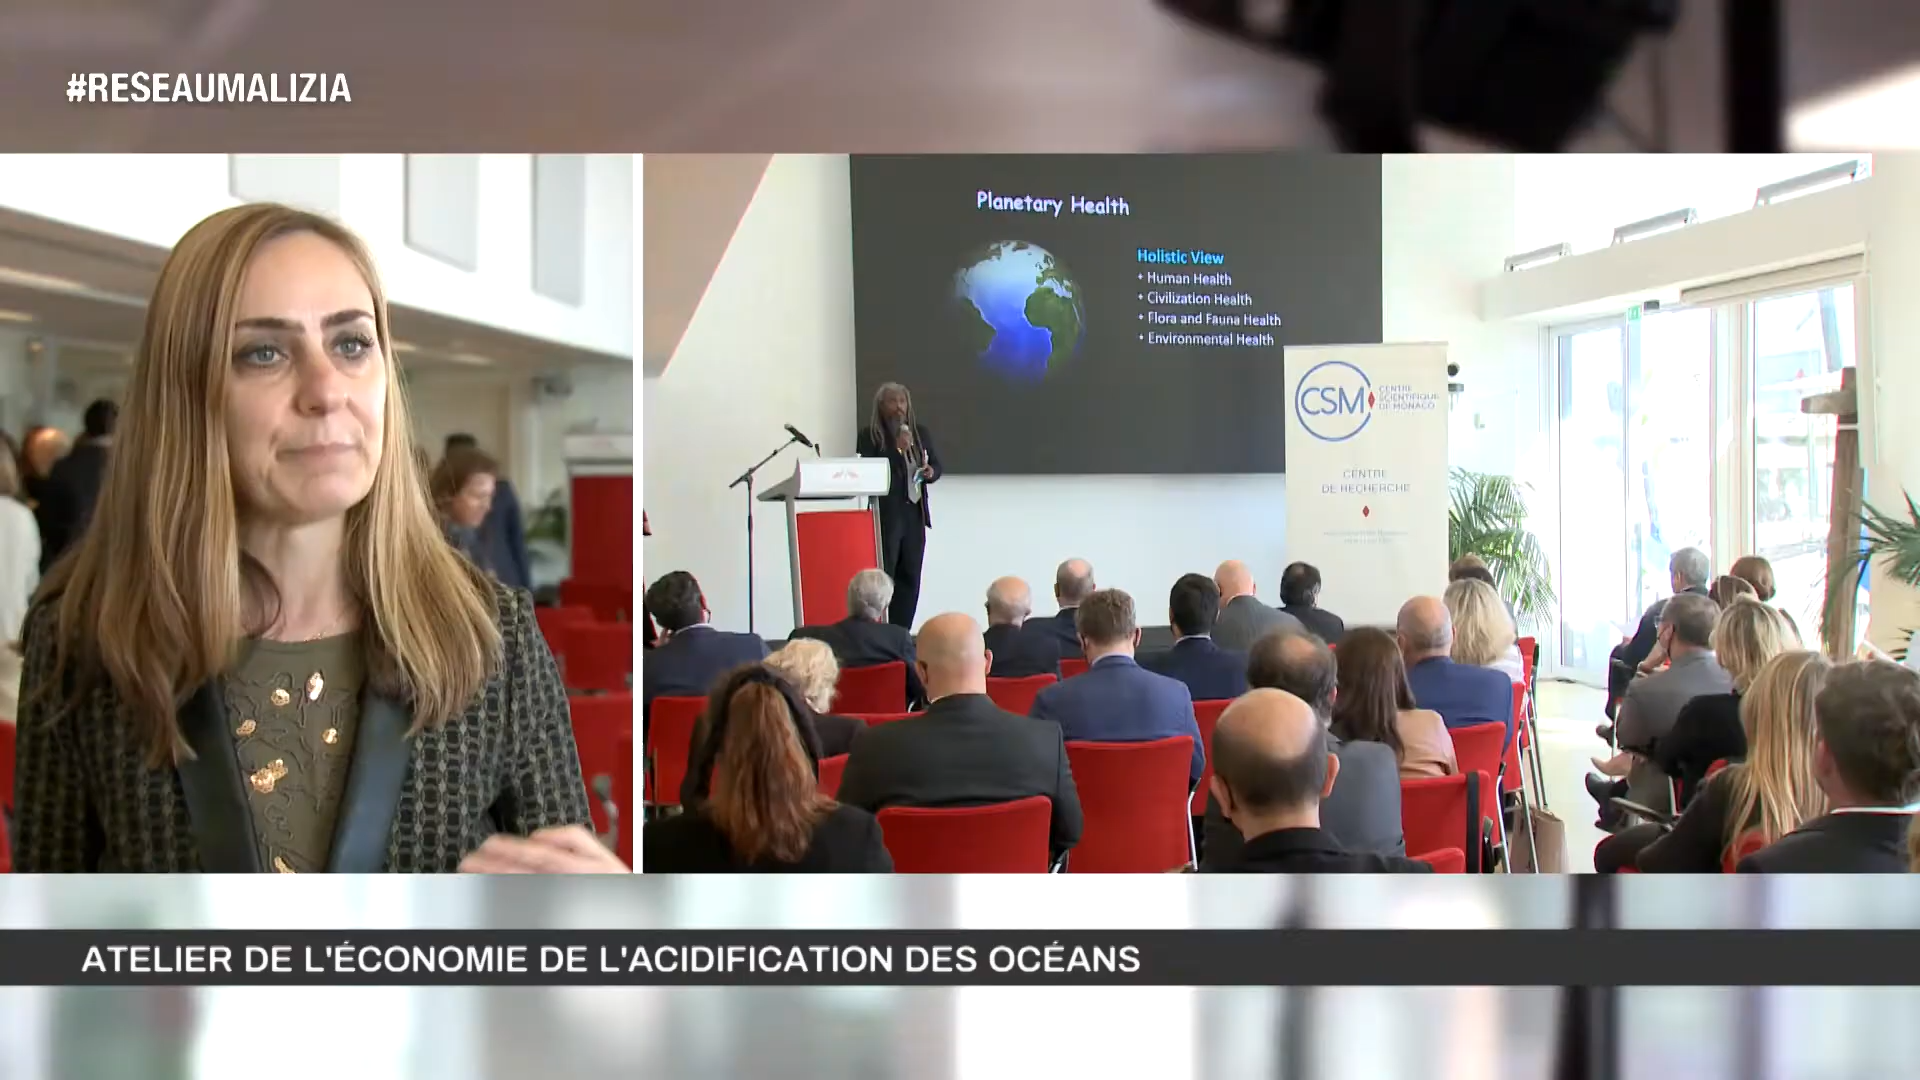 #RESEAUMALIZIA
Planetary Health
Holistic View
• Human Health
• Civilization Health
• Flora and Fauna Health
• Environmental Health
CSM
CENTRE
SCIENTIFIQUE
DE MONACO
CENTRE
DE RECHERCHE
ATELIER DE L'ÉCONOMIE DE L'ACIDIFICATION DES OCÉANS